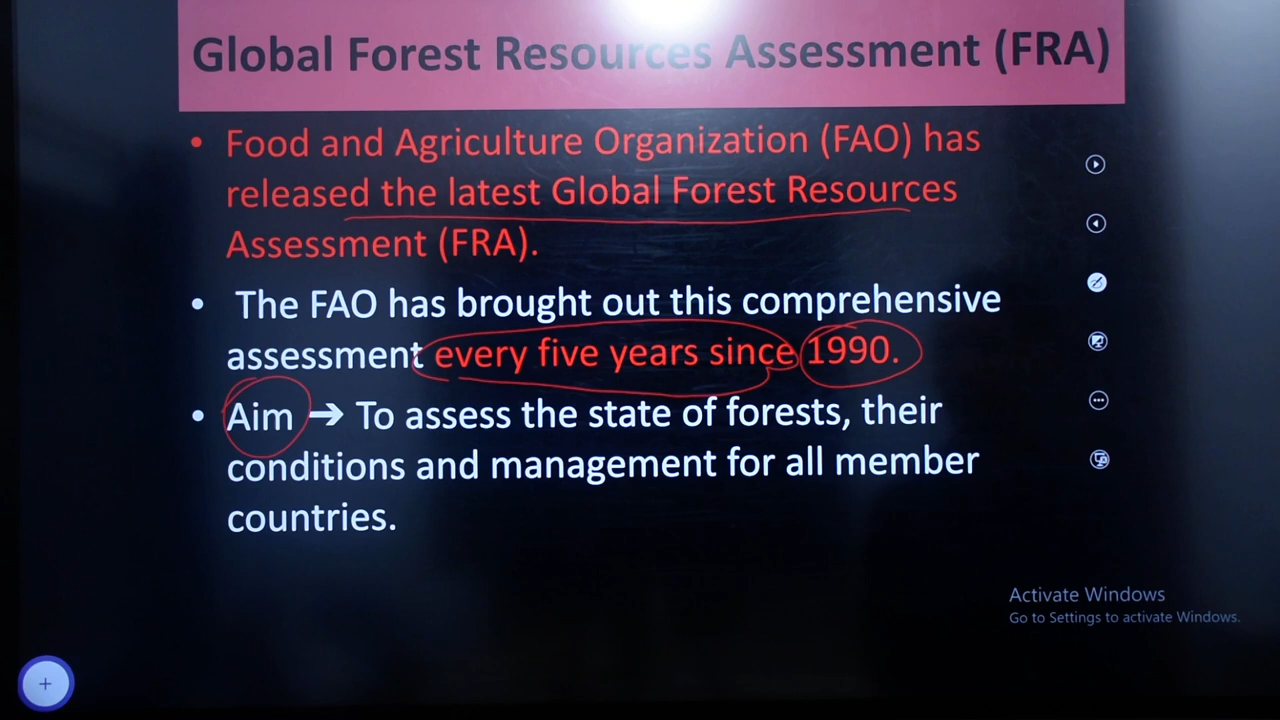 Global Forest Resources Assessment (FRA)
• Food and Agriculture Organization (FAO) has
released the latest Global Forest Resources
Assessment (FRA).
• The FAO has brought out this comprehensive
assessment every five years since 1990.
• Aim ➔ To assess the state of forests, their
conditions and management for all member
countries.
Activate Windows
Go to Settings to activate Windows.